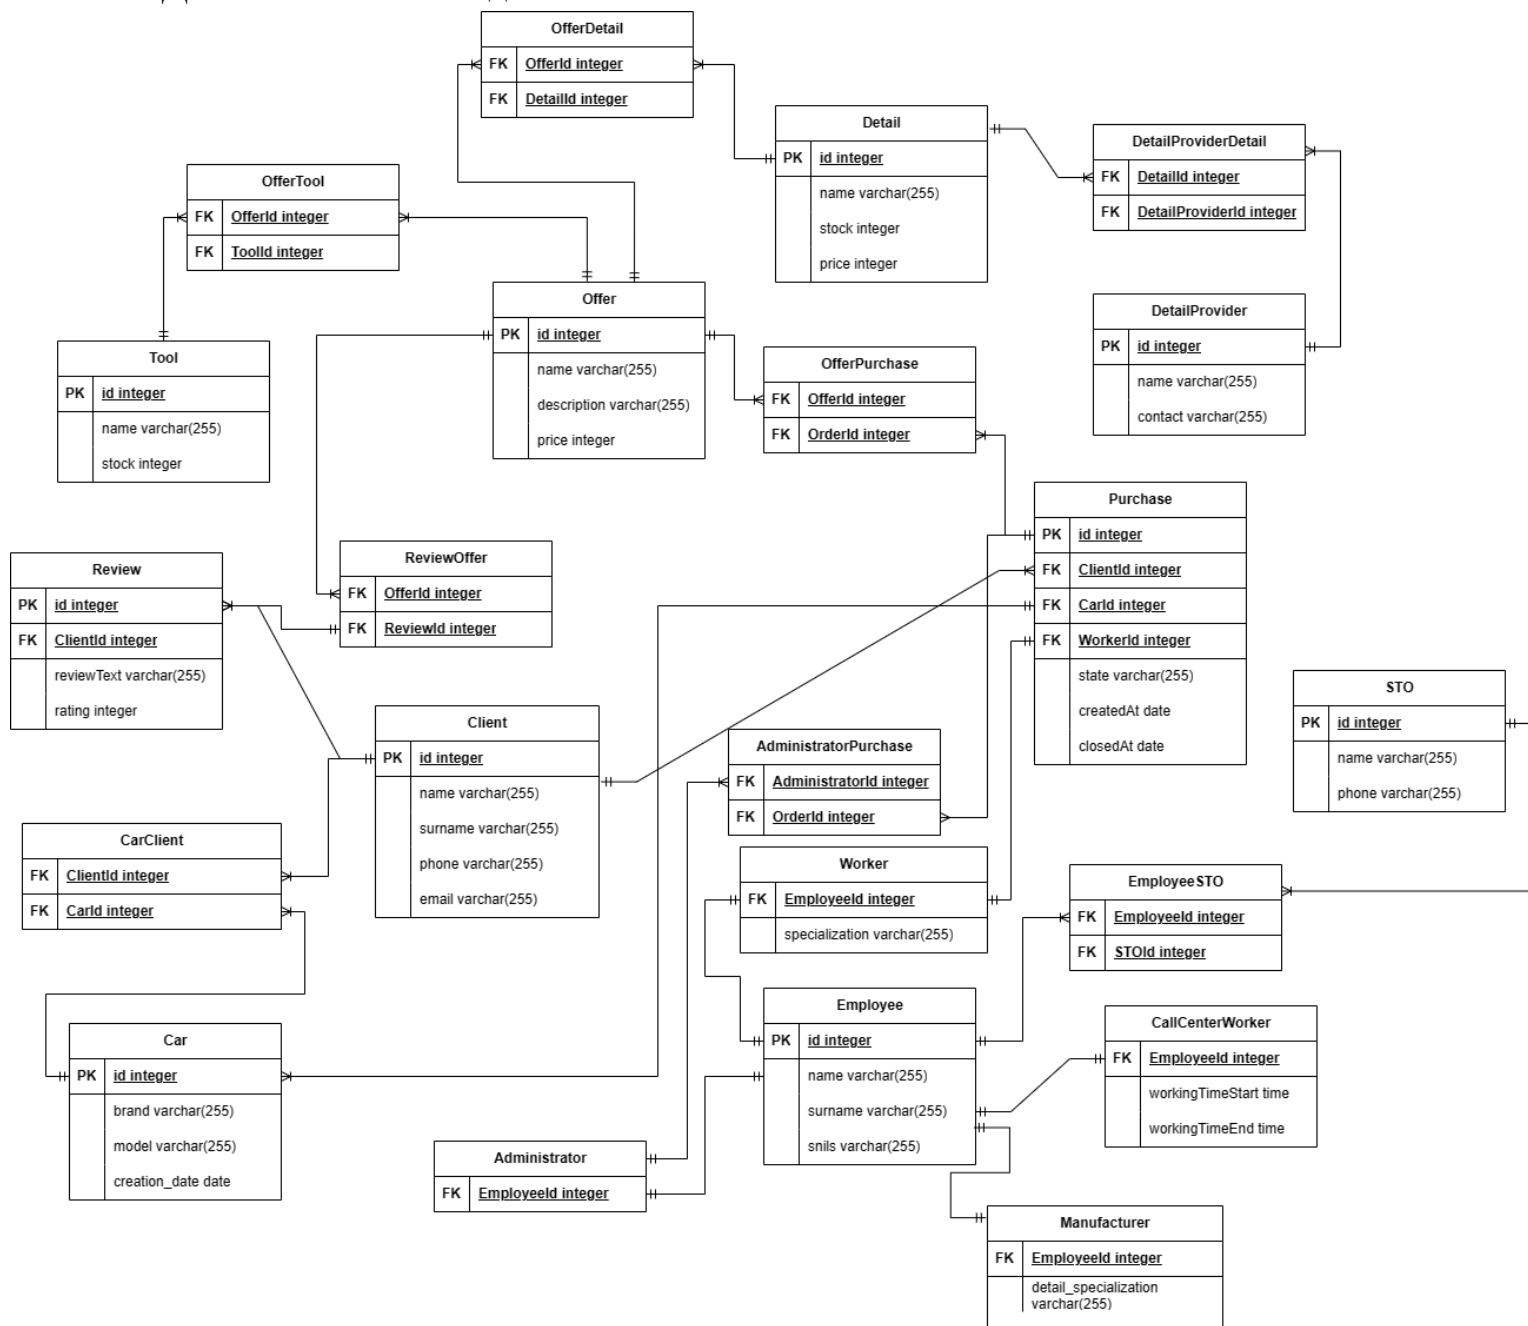 OfferDetail
FK OfferId integer
FK DetailId integer
Detail
PK id integer
name varchar(255)
stock integer
price integer
DetailProviderDetail
FK DetailId integer
FK DetailProviderId integer
OfferTool
FK OfferId integer
FK ToolId integer
Offer
PK id integer
name varchar(255)
description varchar(255)
price integer
DetailProvider
PK id integer
name varchar(255)
contact varchar(255)
Tool
PK id integer
name varchar(255)
stock integer
OfferPurchase
FK OfferId integer
FK OrderId integer
Purchase
PK id integer
FK ClientId integer
FK CarId integer
FK WorkerId integer
state varchar(255)
createdAt date
closedAt date
ReviewOffer
FK OfferId integer
FK ReviewId integer
Review
PK id integer
FK ClientId integer
reviewText varchar(255)
rating integer
STO
PK id integer
name varchar(255)
phone varchar(255)
Client
PK id integer
name varchar(255)
surname varchar(255)
phone varchar(255)
email varchar(255)
AdministratorPurchase
FK AdministratorId integer
FK OrderId integer
CarClient
FK ClientId integer
FK CarId integer
Worker
FK EmployeeId integer
specialization varchar(255)
EmployeeSTO
FK EmployeeId integer
FK STOId integer
Employee
PK id integer
name varchar(255)
surname varchar(255)
snils varchar(255)
CallCenterWorker
FK EmployeeId integer
workingTimeStart time
workingTimeEnd time
Car
PK id integer
brand varchar(255)
model varchar(255)
creation_date date
Administrator
FK EmployeeId integer
Manufacturer
FK EmployeeId integer
detail_specialization
varchar(255)